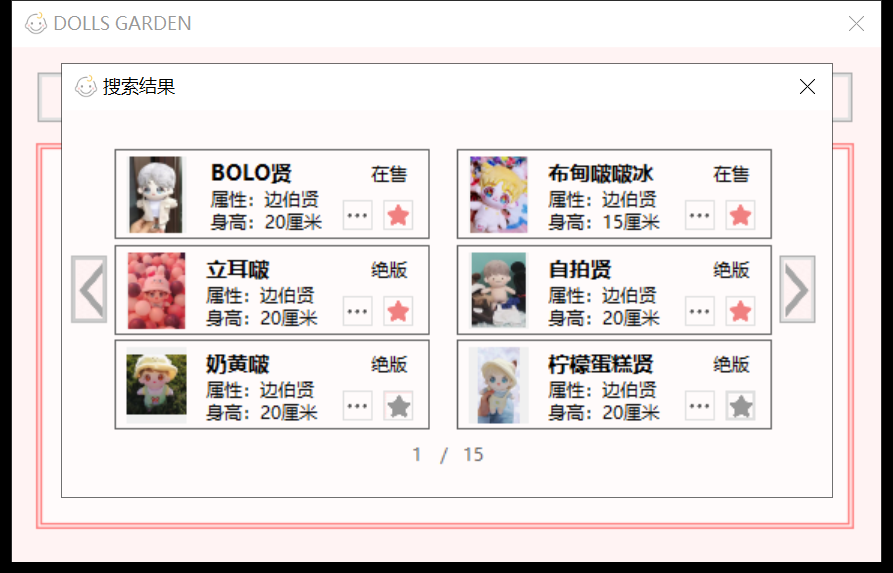 DOLLS GARDEN
搜索结果
BOLO贤 在售
属性：边伯贤
身高：20厘米
布甸啵啵冰 在售
属性：边伯贤
身高：15厘米
立耳啵 绝版
属性：边伯贤
身高：20厘米
自拍贤 绝版
属性：边伯贤
身高：20厘米
奶黄啵 绝版
属性：边伯贤
身高：20厘米
柠檬蛋糕贤 绝版
属性：边伯贤
身高：20厘米
1 / 15